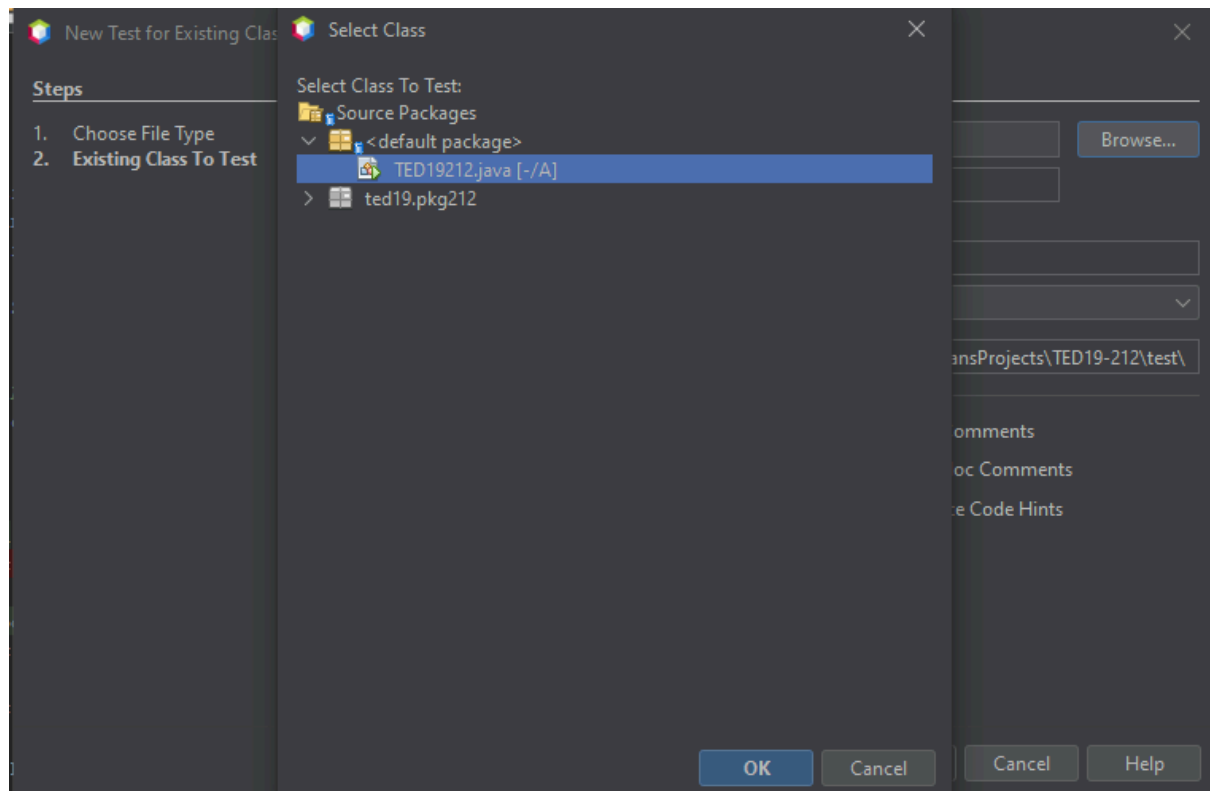 New Test for Existing Clas
Steps
1. Choose File Type
2. Existing Class To Test
Select Class
Select Class To Test:
Source Packages
<default package>
TED19212.java [-/A]
ted19.pkg212
OK
Cancel
Browse...
ansProjects\TED19-212\test\
omments
oc Comments
e Code Hints
Cancel
Help